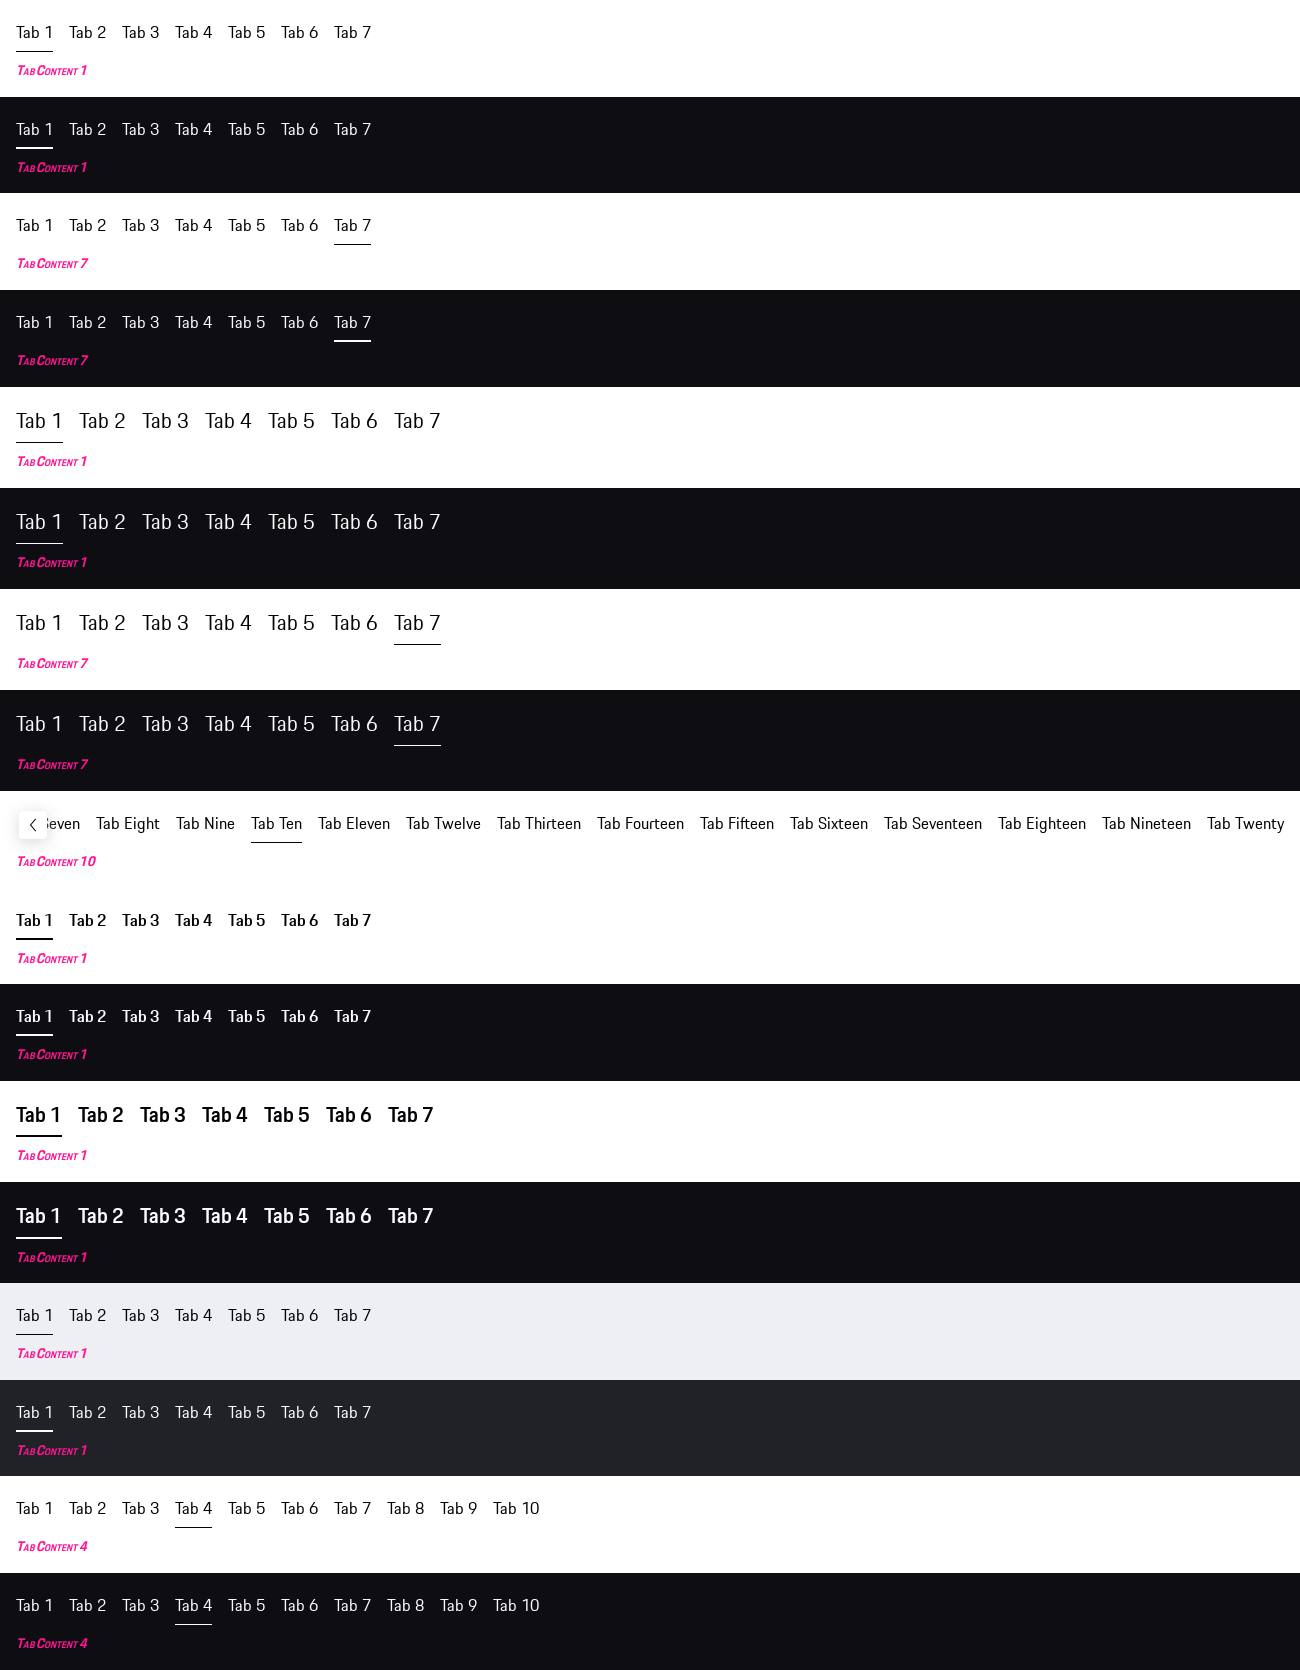 Tab 1 Tab 2 Tab 3 Tab 4 Tab 5 Tab 6 Tab 7
Tab Content 1
Tab 1 Tab 2 Tab 3 Tab 4 Tab 5 Tab 6 Tab 7
Tab Content 1
Tab 1 Tab 2 Tab 3 Tab 4 Tab 5 Tab 6 Tab 7
Tab Content 7
Tab 1 Tab 2 Tab 3 Tab 4 Tab 5 Tab 6 Tab 7
Tab Content 7
Tab 1 Tab 2 Tab 3 Tab 4 Tab 5 Tab 6 Tab 7
Tab Content 1
Tab 1 Tab 2 Tab 3 Tab 4 Tab 5 Tab 6 Tab 7
Tab Content 1
Tab 1 Tab 2 Tab 3 Tab 4 Tab 5 Tab 6 Tab 7
Tab Content 7
Tab 1 Tab 2 Tab 3 Tab 4 Tab 5 Tab 6 Tab 7
Tab Content 7
Seven Tab Eight Tab Nine Tab Ten Tab Eleven Tab Twelve Tab Thirteen Tab Fourteen Tab Fifteen Tab Sixteen Tab Seventeen Tab Eighteen Tab Nineteen Tab Twenty
Tab Content 10
Tab 1 Tab 2 Tab 3 Tab 4 Tab 5 Tab 6 Tab 7
Tab Content 1
Tab 1 Tab 2 Tab 3 Tab 4 Tab 5 Tab 6 Tab 7
Tab Content 1
Tab 1 Tab 2 Tab 3 Tab 4 Tab 5 Tab 6 Tab 7
Tab Content 1
Tab 1 Tab 2 Tab 3 Tab 4 Tab 5 Tab 6 Tab 7
Tab Content 1
Tab 1 Tab 2 Tab 3 Tab 4 Tab 5 Tab 6 Tab 7
Tab Content 1
Tab 1 Tab 2 Tab 3 Tab 4 Tab 5 Tab 6 Tab 7
Tab Content 1
Tab 1 Tab 2 Tab 3 Tab 4 Tab 5 Tab 6 Tab 7 Tab 8 Tab 9 Tab 10
Tab Content 4
Tab 1 Tab 2 Tab 3 Tab 4 Tab 5 Tab 6 Tab 7 Tab 8 Tab 9 Tab 10
Tab Content 4